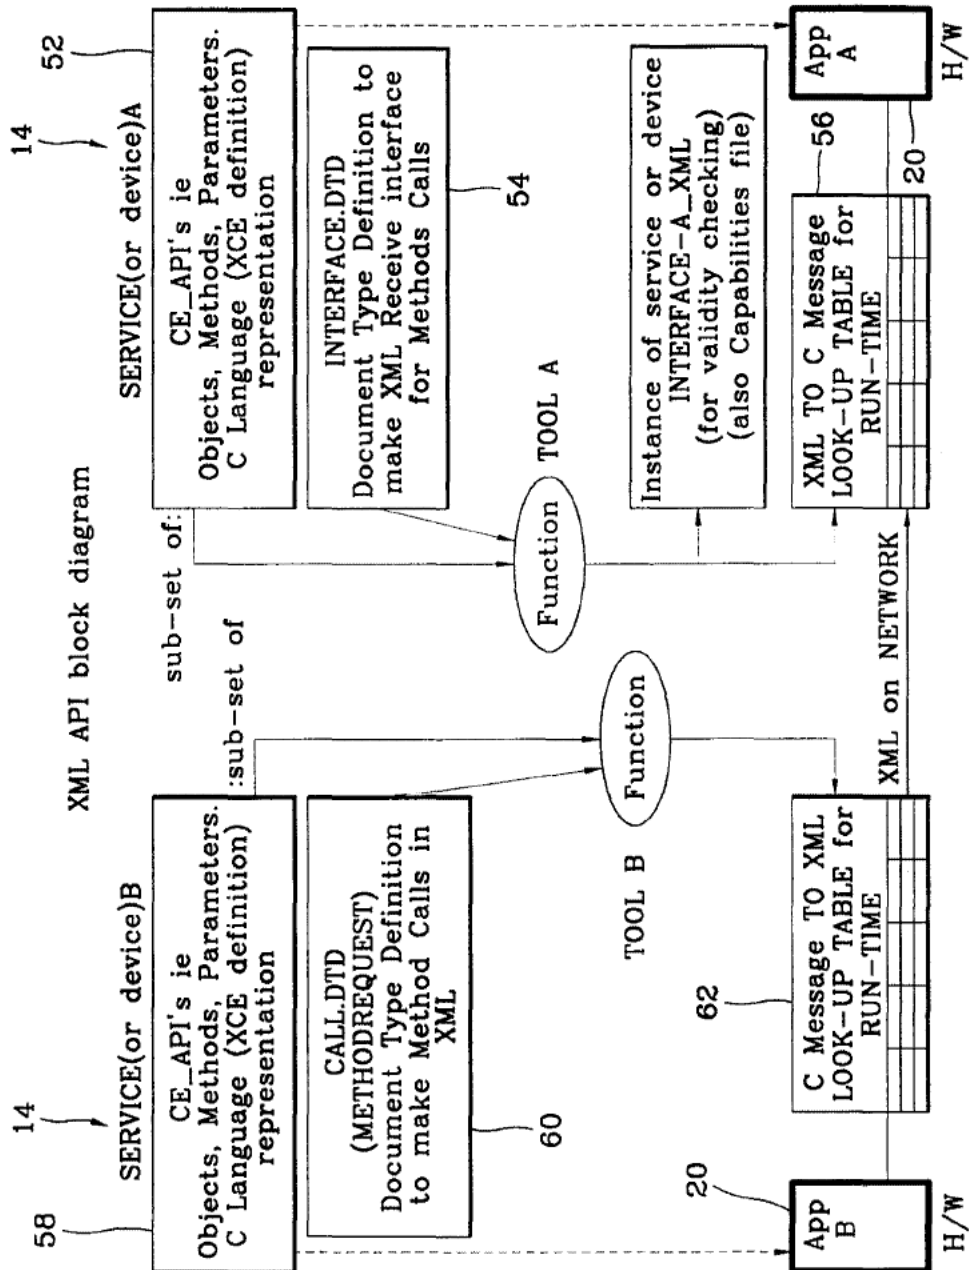 XML API block diagram
14
SERVICE(or device)B
58
CE_API's ie
Objects, Methods, Parameters.
C Language (XCE definition)
representation
:sub-set of
CALL.DTD
(METHODREQUEST)
Document Type Definition
to make Method Calls in
XML
60
TOOL B
Function
62
C Message TO XML
LOOK-UP TABLE for
RUN-TIME
20
App
B
H/W
XML on NETWORK
14
SERVICE(or device)A
52
CE_API's ie
Objects, Methods, Parameters.
C Language (XCE definition)
representation
sub-set of:
INTERFACE.DTD
Document Type Definition to
make XML Receive interface
for Methods Calls
54
Function
TOOL A
Instance of service or device
INTERFACE-A_XML
(for validity checking)
(also Capabilities file)
XML TO C Message
LOOK-UP TABLE for
RUN-TIME
56
20
App
A
H/W